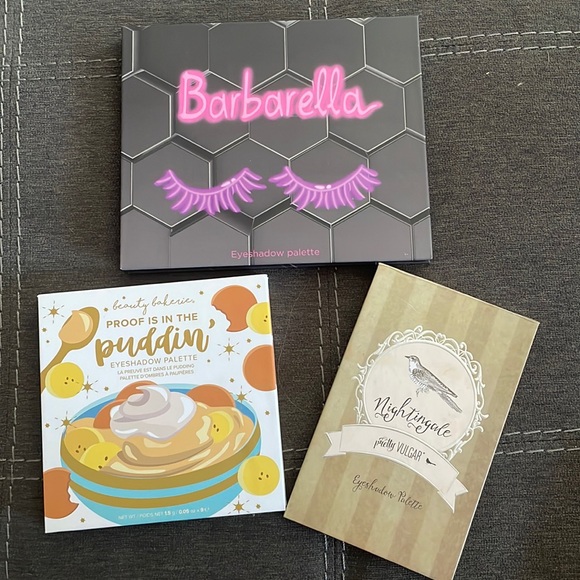 Barbarella
Eyeshadow palette
beauty bakerie
PROOF IS IN THE
puddin'
EYESHADOW PALETTE
LA PREUVE EST DANS LE PUDDING
PALETTE D'OMBRES À PAUPIÈRES
Nightingale
pretty VULGAR
Eyeshadow Palette